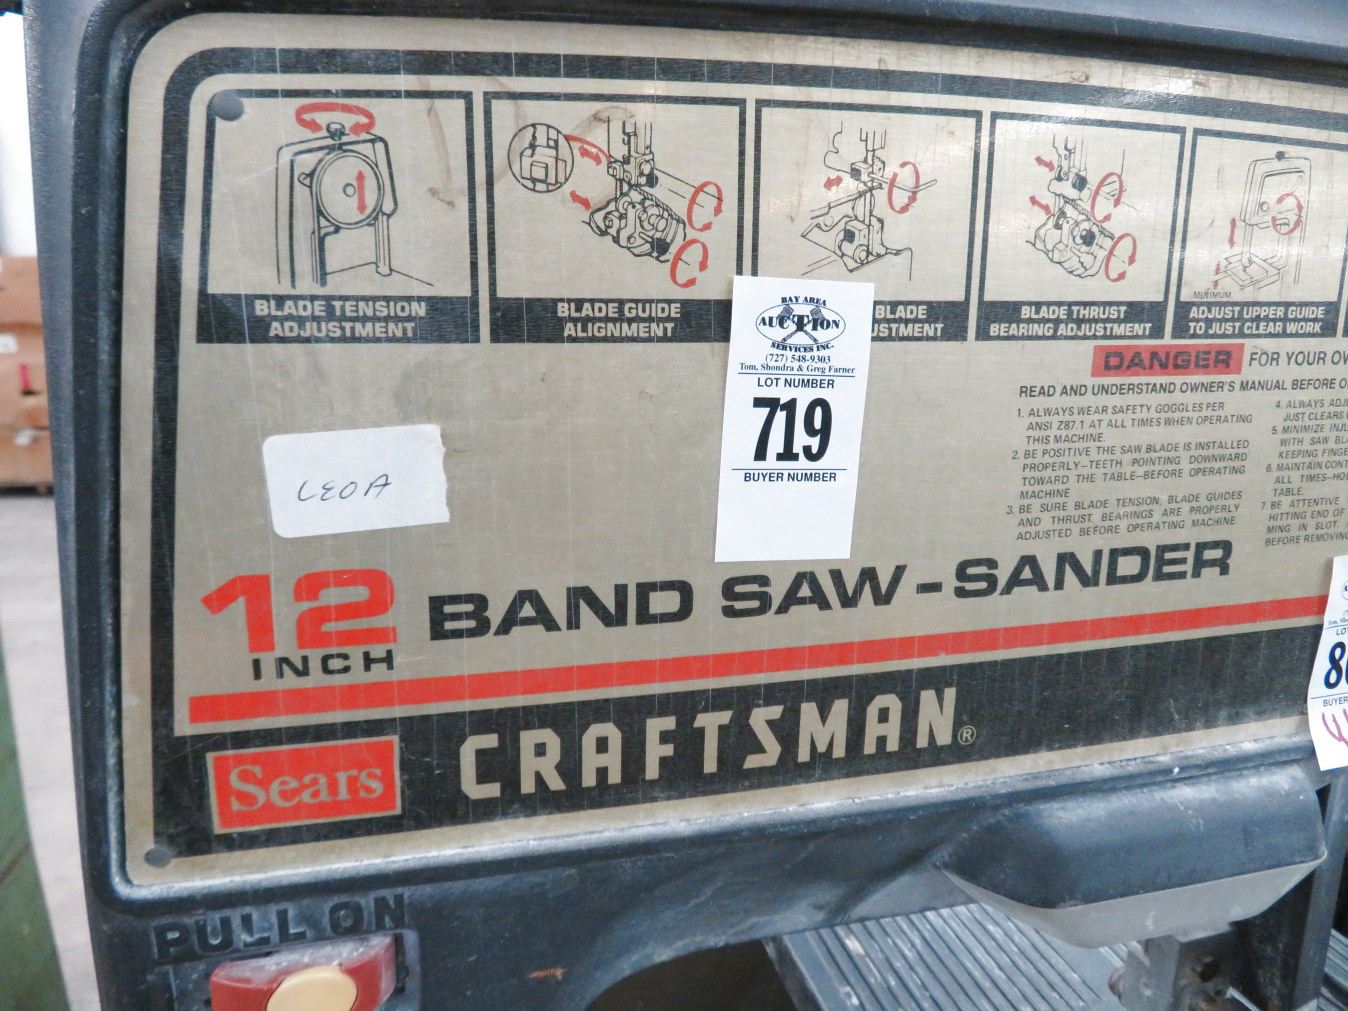 BLADE TENSION
ADJUSTMENT
BLADE GUIDE
ALIGNMENT
BLADE
USTMENT
BLADE THRUST
BEARING ADJUSTMENT
MINIMUM
ADJUST UPPER GUIDE
TO JUST CLEAR WORK
BAY AREA
AUCTION
SERVICES INC.
(727) 548-9303
Tom, Shondra & Greg Farner
LOT NUMBER
719
BUYER NUMBER
DANGER FOR YOUR OW
READ AND UNDERSTAND OWNER'S MANUAL BEFORE O
1. ALWAYS WEAR SAFETY GOGGLES PER
ANSI Z87.1 AT ALL TIMES WHEN OPERATING
THIS MACHINE
2. BE POSITIVE THE SAW BLADE IS INSTALLED
PROPERLY–TEETH POINTING DOWNWARD
TOWARD THE TABLE–BEFORE OPERATING
MACHINE
3. BE SURE BLADE TENSION, BLADE GUIDES
AND THRUST BEARINGS ARE PROPERLY
ADJUSTED BEFORE OPERATING MACHINE
4. ALWAYS ADJ
JUST CLEARS
5. MINIMIZE INJ
WITH SAW BL
KEEPING FINGE
6. MAINTAIN CONT
ALL TIMES–HO
TABLE.
7. BE ATTENTIVE
HITTING END OF
MING IN SLOT.
BEFORE REMOVING
LEOA
12 INCH BAND SAW-SANDER
Sears CRAFTSMAN®
PULL ON
LO
8
BUYER